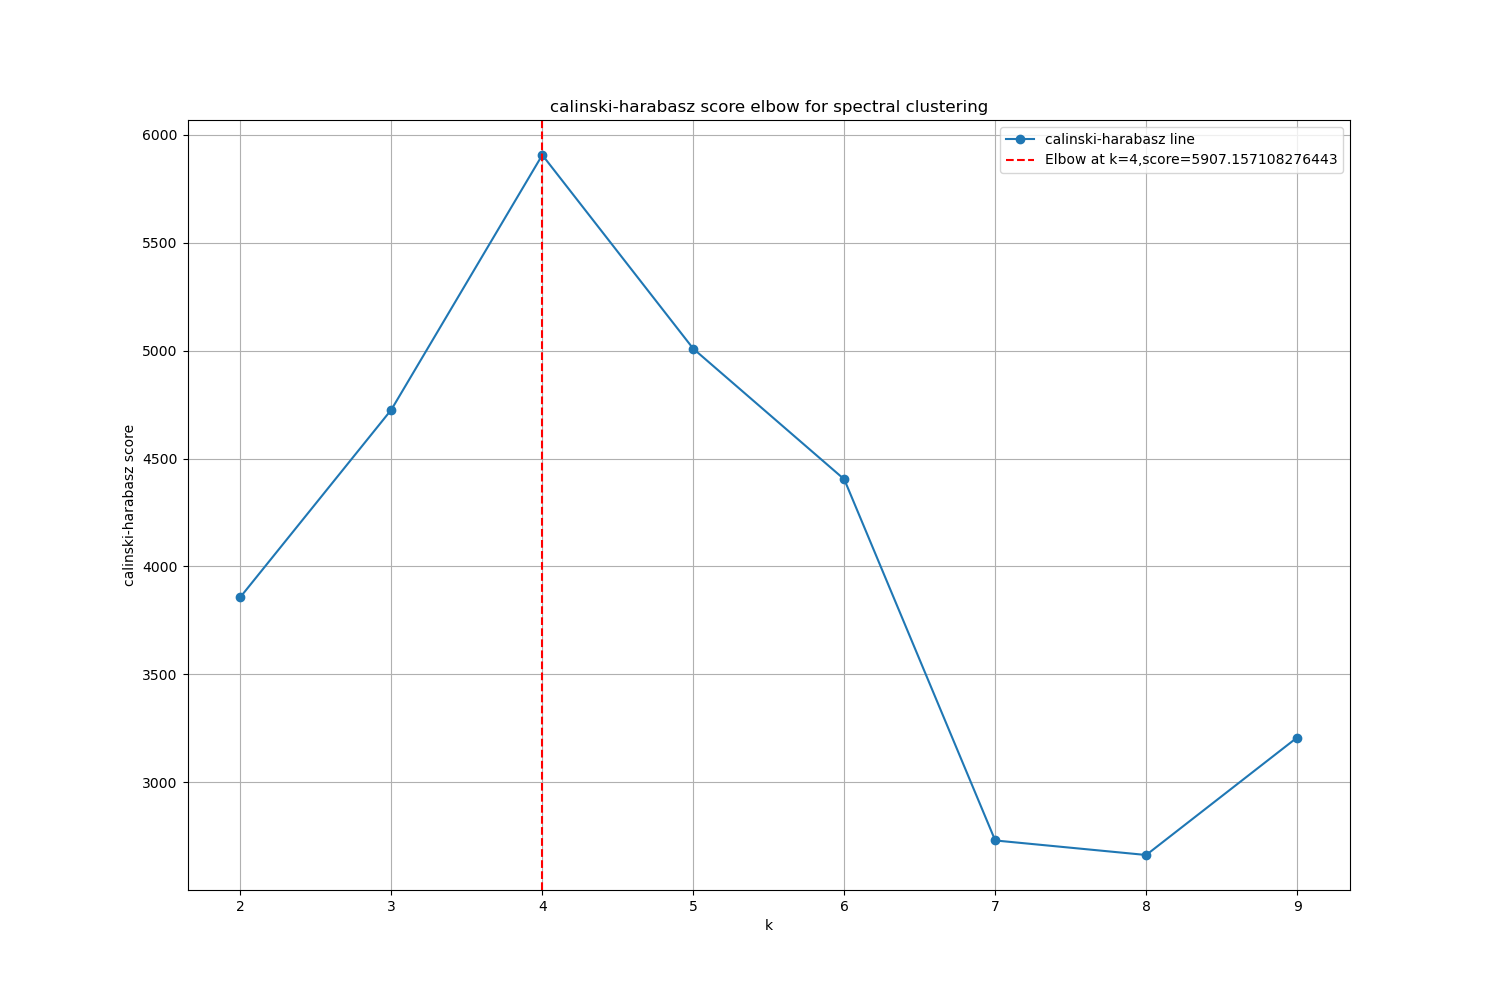 calinski-harabasz score elbow for spectral clustering
calinski-harabasz line
Elbow at k=4,score=5907.157108276443
calinski-harabasz score
6000
5500
5000
4500
4000
3500
3000
2 3 4 5 6 7 8 9
k